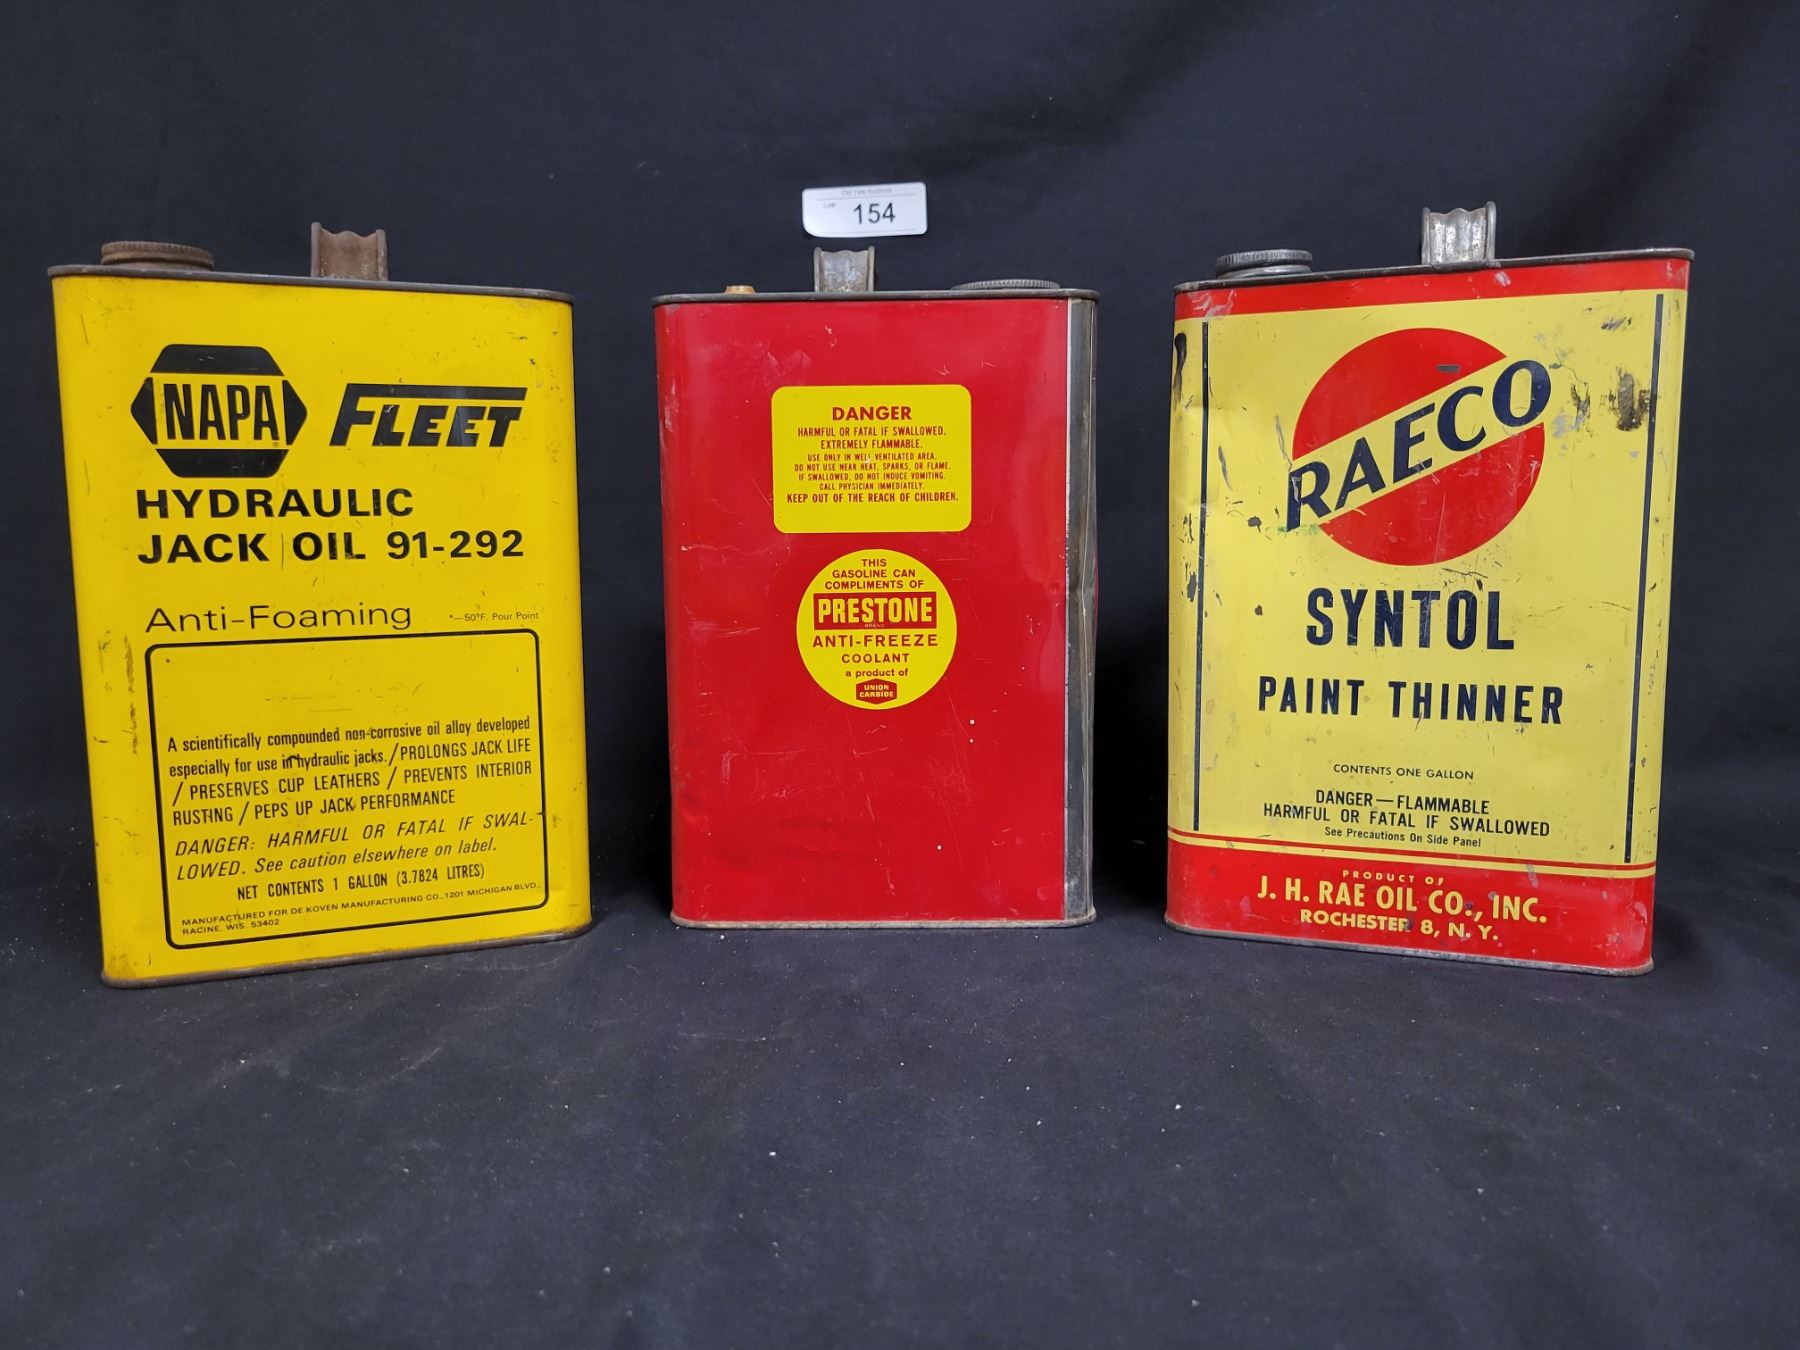 Old Tyme Auctions
Lot#
154
NAPA
FLEET
HYDRAULIC
JACK OIL 91-292
Anti-Foaming
*—50°F. Pour Point
A scientifically compounded non-corrosive oil alloy developed
especially for use in hydraulic jacks./PROLONGS JACK LIFE
/ PRESERVES CUP LEATHERS / PREVENTS INTERIOR
RUSTING / PEPS UP JACK PERFORMANCE
DANGER: HARMFUL OR FATAL IF SWAL-
LOWED. See caution elsewhere on label.
NET CONTENTS 1 GALLON (3.7824 LITRES)
MANUFACTURED FOR DE KOVEN MANUFACTURING CO., 1201 MICHIGAN BLVD.
RACINE, WIS. 53402
DANGER
HARMFUL OR FATAL IF SWALLOWED.
EXTREMELY FLAMMABLE.
USE ONLY IN WELL VENTILATED AREA.
DO NOT USE NEAR HEAT, SPARKS, OR FLAME.
IF SWALLOWED, DO NOT INDUCE VOMITING.
CALL PHYSICIAN IMMEDIATELY.
KEEP OUT OF THE REACH OF CHILDREN.
THIS
GASOLINE CAN
COMPLIMENTS OF
PRESTONE
BRAND
ANTI-FREEZE
COOLANT
a product of
UNION
CARBIDE
RAECO
SYNTOL
PAINT THINNER
CONTENTS ONE GALLON
DANGER—FLAMMABLE
HARMFUL OR FATAL IF SWALLOWED
See Precautions On Side Panel
PRODUCT OF
J. H. RAE OIL CO., INC.
ROCHESTER 8, N. Y.